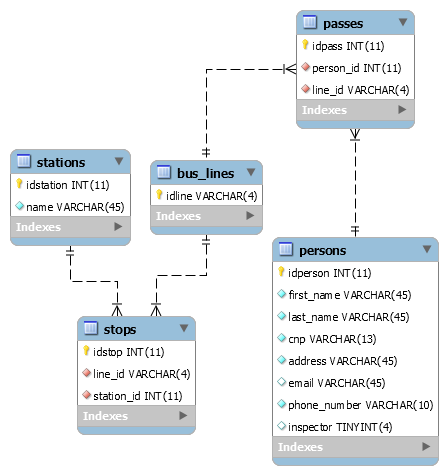 passes
idpass INT(11)
person_id INT(11)
line_id VARCHAR(4)
Indexes
stations
idstation INT(11)
name VARCHAR(45)
Indexes
bus_lines
idline VARCHAR(4)
Indexes
persons
idperson INT(11)
first_name VARCHAR(45)
last_name VARCHAR(45)
cnp VARCHAR(13)
address VARCHAR(45)
email VARCHAR(45)
phone_number VARCHAR(10)
inspector TINYINT(4)
Indexes
stops
idstop INT(11)
line_id VARCHAR(4)
station_id INT(11)
Indexes